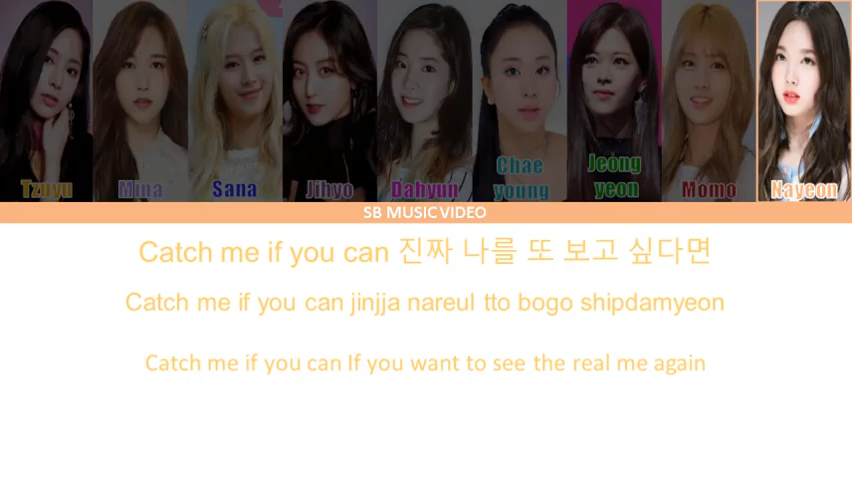 Tzuyu Mina Sana Jihyo Dahyun Chae young Jeong yeon Momo Nayeon
SB MUSIC VIDEO
Catch me if you can 진짜 나를 또 보고 싶다면
Catch me if you can jinjja nareul tto bogo shipdamyeon
Catch me if you can If you want to see the real me again